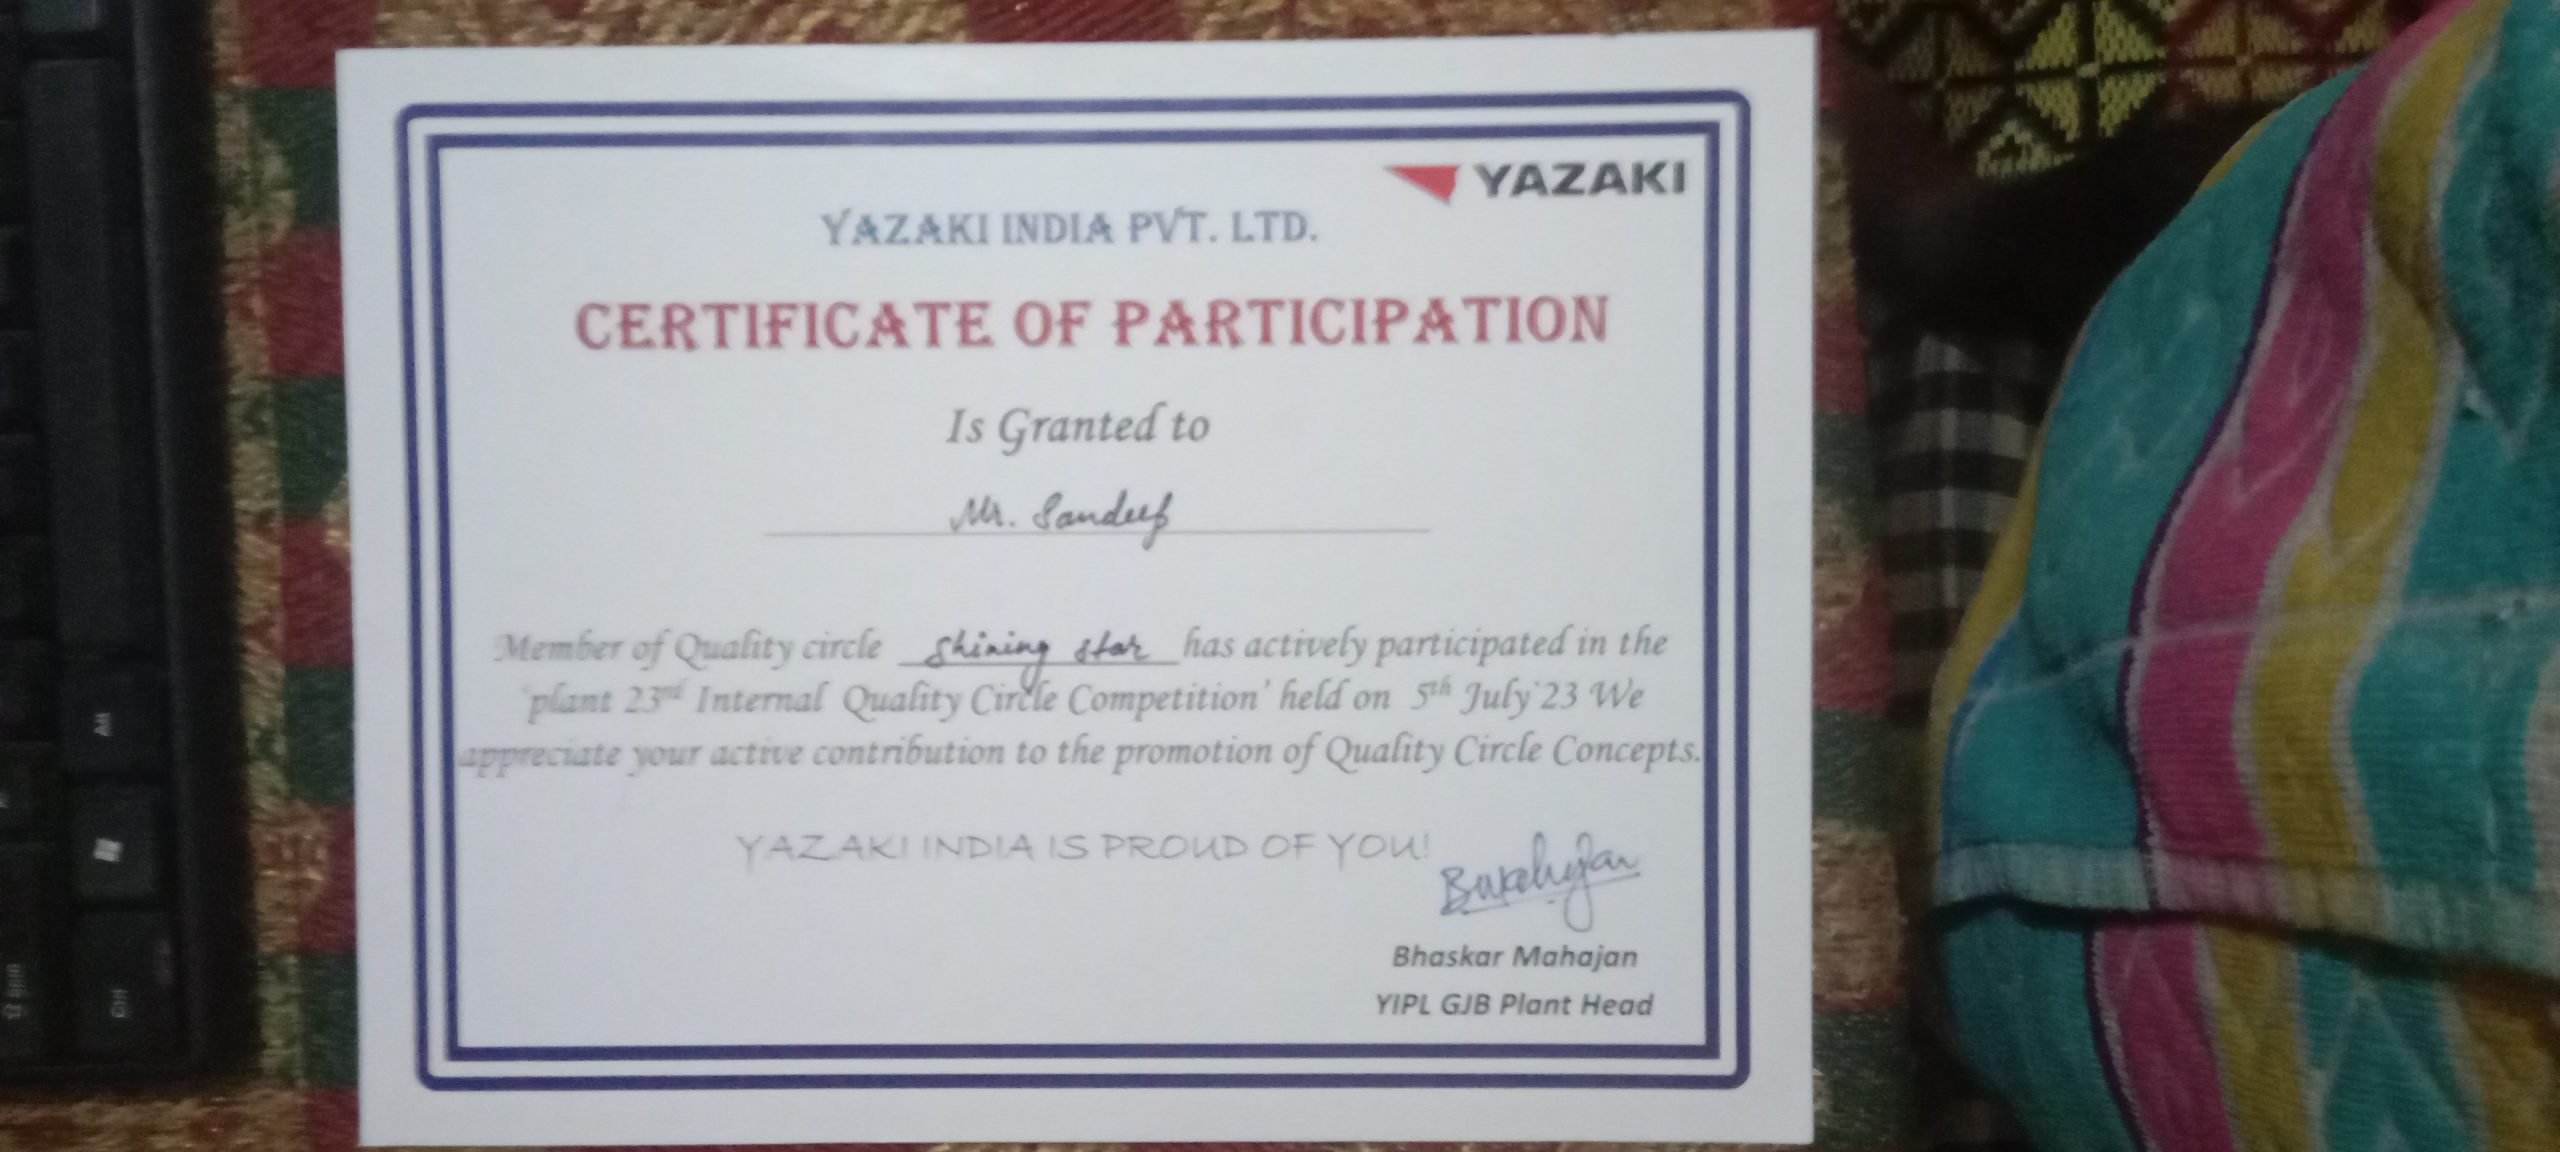 YAZAKI
YAZAKI INDIA PVT. LTD.
CERTIFICATE OF PARTICIPATION
Is Granted to
Mr. Sandeep
Member of Quality circle shining star has actively participated in the
'plant 23rd Internal Quality Circle Competition' held on 5th July'23 We
appreciate your active contribution to the promotion of Quality Circle Concepts.
YAZAKI INDIA IS PROUD OF YOU!
Bhaskar Mahajan
YIPL GJB Plant Head
Alt